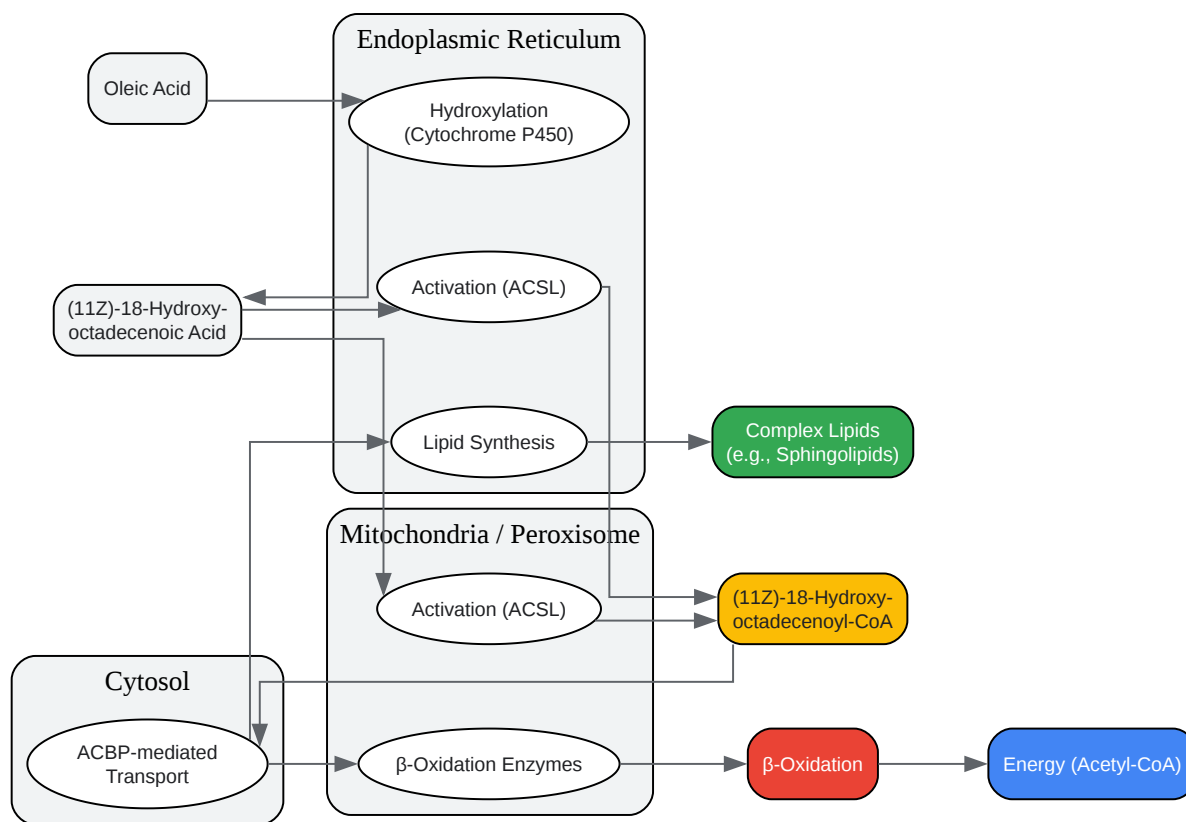 Endoplasmic Reticulum
Oleic Acid
Hydroxylation
(Cytochrome P450)
(11Z)-18-Hydroxy-
octadecenoic Acid
Activation (ACSL)
Lipid Synthesis
Complex Lipids
(e.g., Sphingolipids)
Mitochondria / Peroxisome
Activation (ACSL)
(11Z)-18-Hydroxy-
octadecenoyl-CoA
Cytosol
ACBP-mediated
Transport
β-Oxidation Enzymes
β-Oxidation
Energy (Acetyl-CoA)